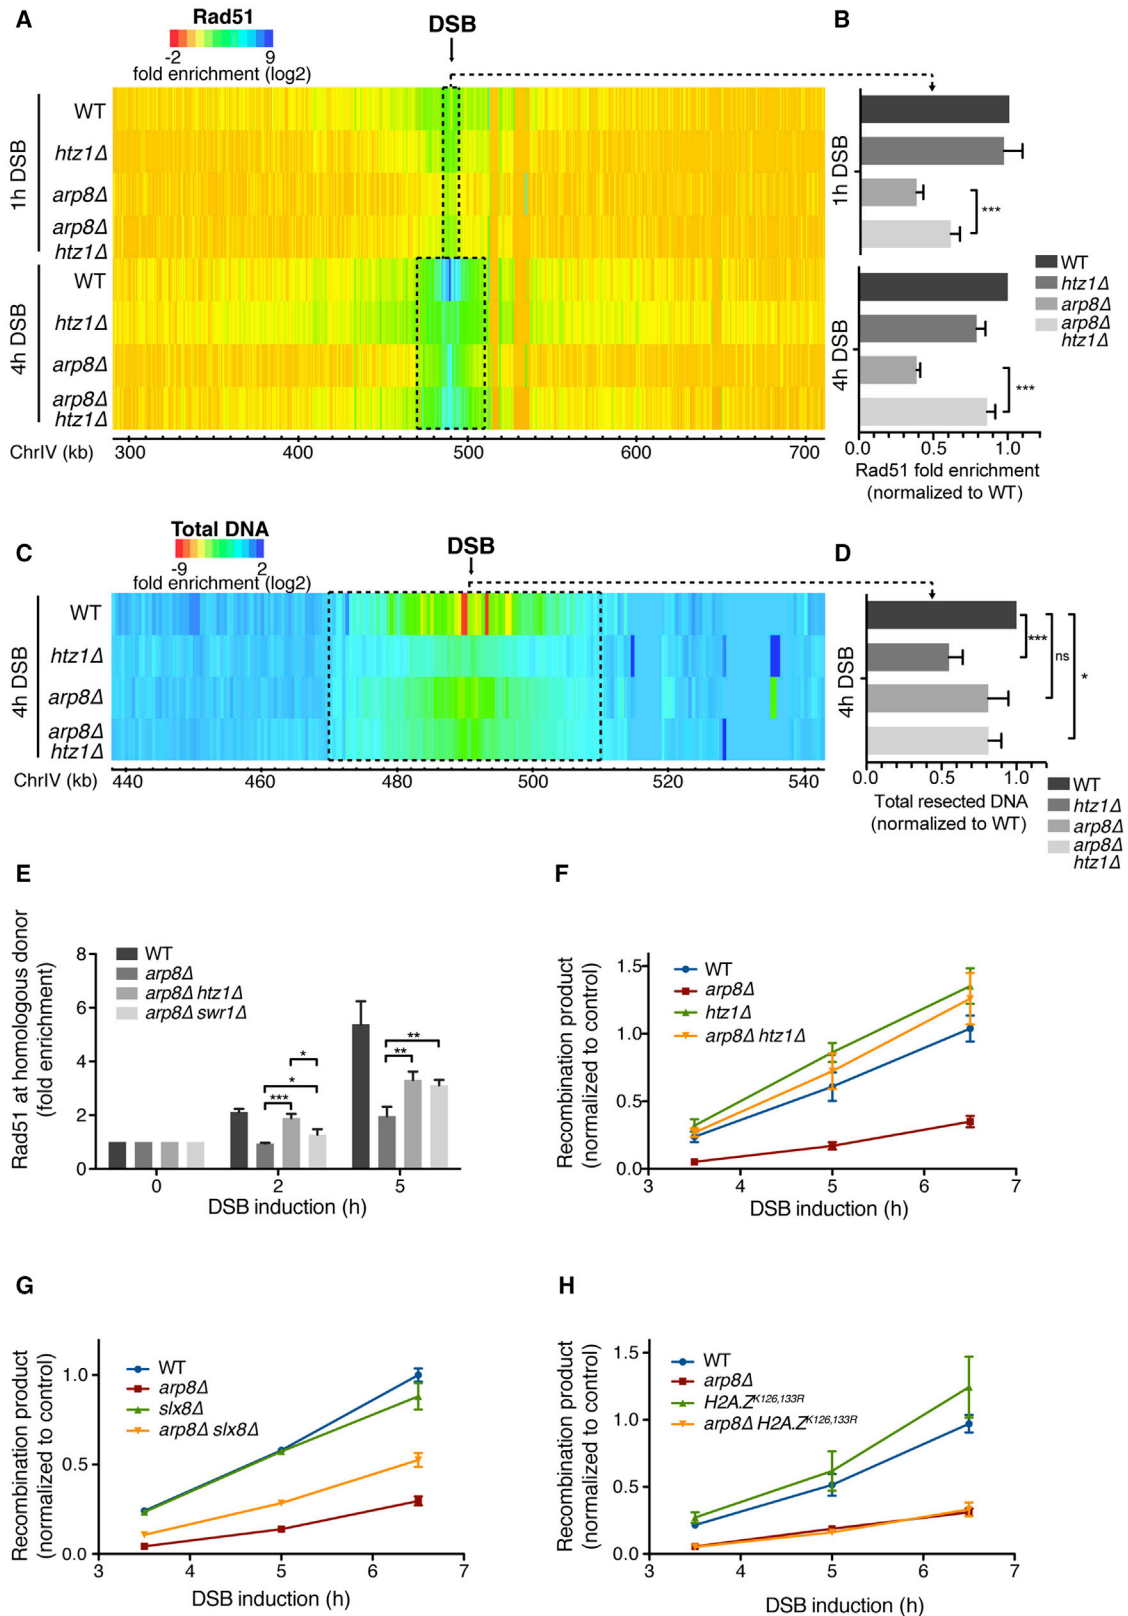 A
Rad51
-2 9
fold enrichment (log2)
DSB
1h DSB
WT
htz1Δ
arp8Δ
arp8Δ
htz1Δ
4h DSB
WT
htz1Δ
arp8Δ
arp8Δ
htz1Δ
ChrIV (kb) 300 400 500 600 700
B
1h DSB
***
4h DSB
***
WT
htz1Δ
arp8Δ
arp8Δ
htz1Δ
0.0 0.5 1.0
Rad51 fold enrichment
(normalized to WT)
C
Total DNA
-9 2
fold enrichment (log2)
DSB
4h DSB
WT
htz1Δ
arp8Δ
arp8Δ
htz1Δ
ChrIV (kb) 440 460 480 500 520 540
D
4h DSB
*** ns *
0.0 0.5 1.0
Total resected DNA
(normalized to WT)
WT
htz1Δ
arp8Δ
arp8Δ
htz1Δ
E
Rad51 at homologous donor
(fold enrichment)
8
6
4
2
0
WT
arp8Δ
arp8Δ htz1Δ
arp8Δ swr1Δ
*
*
***
**
**
0 2 5
DSB induction (h)
F
Recombination product
(normalized to control)
1.5
1.0
0.5
0.0
WT
arp8Δ
htz1Δ
arp8Δ htz1Δ
3 4 5 6 7
DSB induction (h)
G
Recombination product
(normalized to control)
1.0
0.5
0.0
WT
arp8Δ
slx8Δ
arp8Δ slx8Δ
3 4 5 6 7
DSB induction (h)
H
Recombination product
(normalized to control)
1.5
1.0
0.5
0.0
WT
arp8Δ
H2A.Z^K126,133R
arp8Δ H2A.Z^K126,133R
3 4 5 6 7
DSB induction (h)